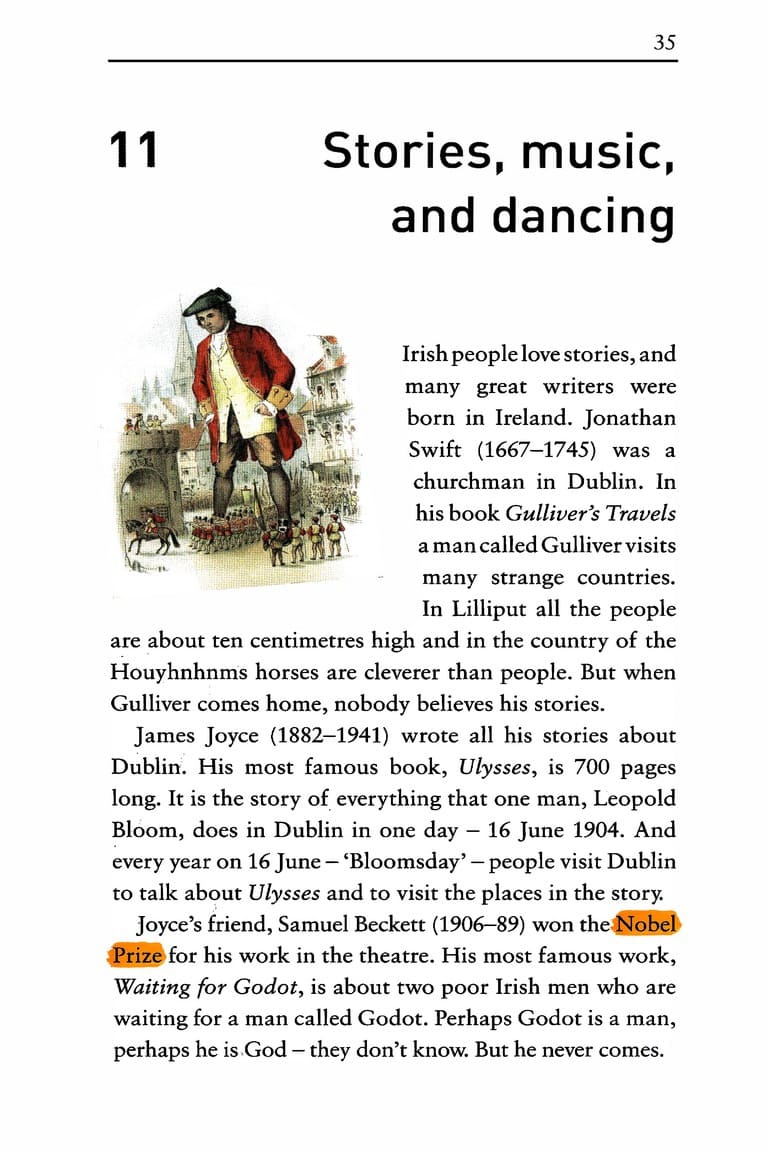 35
11 Stories, music,
and dancing
Irish people love stories, and
many great writers were
born in Ireland. Jonathan
Swift (1667–1745) was a
churchman in Dublin. In
his book Gulliver's Travels
a man called Gulliver visits
many strange countries.
In Lilliput all the people
are about ten centimetres high and in the country of the
Houyhnhnms horses are cleverer than people. But when
Gulliver comes home, nobody believes his stories.
James Joyce (1882–1941) wrote all his stories about
Dublin. His most famous book, Ulysses, is 700 pages
long. It is the story of everything that one man, Leopold
Bloom, does in Dublin in one day – 16 June 1904. And
every year on 16 June – ‘Bloomsday’ – people visit Dublin
to talk about Ulysses and to visit the places in the story.
Joyce's friend, Samuel Beckett (1906–89) won the Nobel
Prize for his work in the theatre. His most famous work,
Waiting for Godot, is about two poor Irish men who are
waiting for a man called Godot. Perhaps Godot is a man,
perhaps he is God – they don't know. But he never comes.